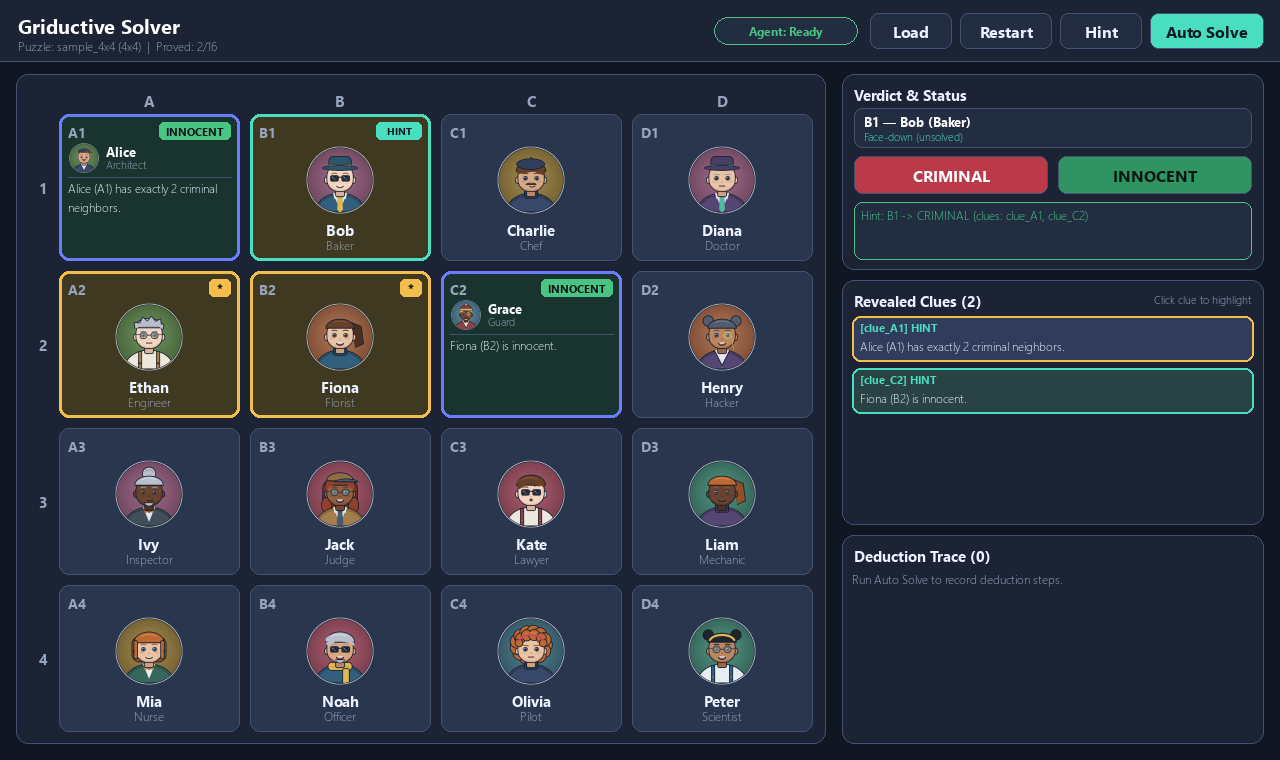 Griductive Solver
Puzzle: sample_4x4 (4x4) | Proved: 2/16
Agent: Ready
Load
Restart
Hint
Auto Solve
A
B
C
D
1
A1
INNOCENT
Alice
Architect
Alice (A1) has exactly 2 criminal
neighbors.
B1
HINT
Bob
Baker
C1
Charlie
Chef
D1
Diana
Doctor
2
A2
*
Ethan
Engineer
B2
*
Fiona
Florist
C2
INNOCENT
Grace
Guard
Fiona (B2) is innocent.
D2
Henry
Hacker
3
A3
Ivy
Inspector
B3
Jack
Judge
C3
Kate
Lawyer
D3
Liam
Mechanic
4
A4
Mia
Nurse
B4
Noah
Officer
C4
Olivia
Pilot
D4
Peter
Scientist
Verdict & Status
B1 — Bob (Baker)
Face-down (unsolved)
CRIMINAL
INNOCENT
Hint: B1 -> CRIMINAL (clues: clue_A1, clue_C2)
Revealed Clues (2)
Click clue to highlight
[clue_A1] HINT
Alice (A1) has exactly 2 criminal neighbors.
[clue_C2] HINT
Fiona (B2) is innocent.
Deduction Trace (0)
Run Auto Solve to record deduction steps.